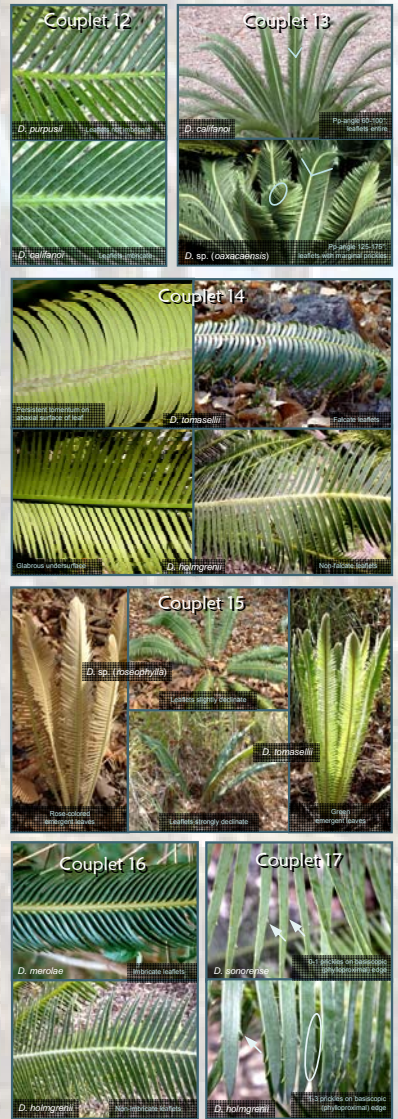 Couplet 12
D. purpusii
Leaflets not imbricate
D. califanoi
Leaflets imbricate
Couplet 13
D. califanoi
Pp-angle 60-100°,
leaflets entire
D. sp. (oaxacaensis)
Pp-angle 125-175°,
leaflets with marginal prickles
Couplet 14
Persistent tomentum on
abaxial surface of leaf
D. tomasellii
Falcate leaflets
Glabrous undersurface
D. holmgrenii
Non-falcate leaflets
Couplet 15
D. sp. (roseophylla)
Leaflets slightly declinate
D. tomasellii
Rose-colored
emergent leaves
Leaflets strongly declinate
Green
emergent leaves
Couplet 16
D. merolae
Imbricate leaflets
D. holmgrenii
Non-imbricate leaflets
Couplet 17
D. sonorense
0-1 prickles on basiscopic
(phylloproximal) edge
D. holmgrenii
1-3 prickles on basiscopic
(phylloproximal) edge